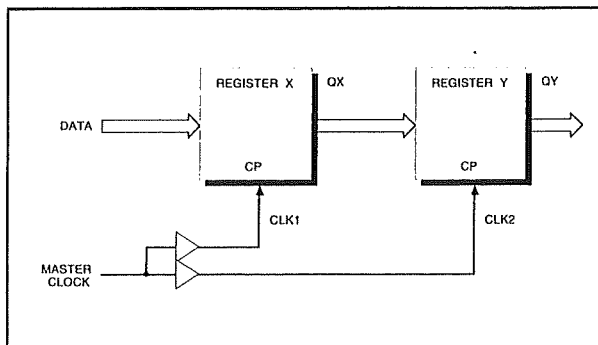 REGISTER X
QX
REGISTER Y
QY
DATA
CP
CP
CLK1
CLK2
MASTER
CLOCK